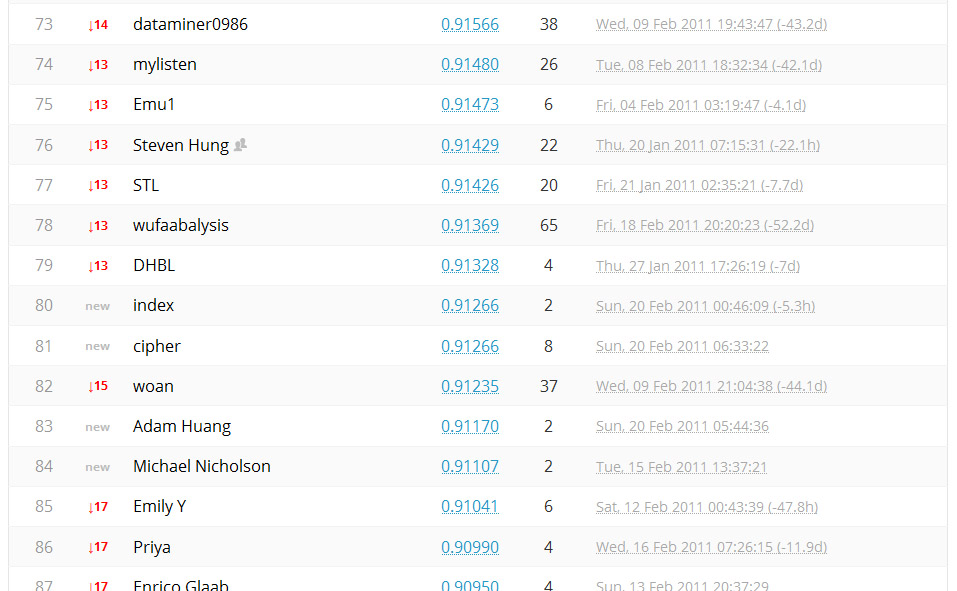 73 ↓14 dataminer0986 0.91566 38 Wed, 09 Feb 2011 19:43:47 (-43.2d)
74 ↓13 mylisten 0.91480 26 Tue, 08 Feb 2011 18:32:34 (-42.1d)
75 ↓13 Emu1 0.91473 6 Fri, 04 Feb 2011 03:19:47 (-4.1d)
76 ↓13 Steven Hung 0.91429 22 Thu, 20 Jan 2011 07:15:31 (-22.1h)
77 ↓13 STL 0.91426 20 Fri, 21 Jan 2011 02:35:21 (-7.7d)
78 ↓13 wufaabalysis 0.91369 65 Fri, 18 Feb 2011 20:20:23 (-52.2d)
79 ↓13 DHBL 0.91328 4 Thu, 27 Jan 2011 17:26:19 (-7d)
80 new index 0.91266 2 Sun, 20 Feb 2011 00:46:09 (-5.3h)
81 new cipher 0.91266 8 Sun, 20 Feb 2011 06:33:22
82 ↓15 woan 0.91235 37 Wed, 09 Feb 2011 21:04:38 (-44.1d)
83 new Adam Huang 0.91170 2 Sun, 20 Feb 2011 05:44:36
84 new Michael Nicholson 0.91107 2 Tue, 15 Feb 2011 13:37:21
85 ↓17 Emily Y 0.91041 6 Sat, 12 Feb 2011 00:43:39 (-47.8h)
86 ↓17 Priya 0.90990 4 Wed, 16 Feb 2011 07:26:15 (-11.9d)
87 ↓17 Enrico Glaab 0.90950 4 Sun, 13 Feb 2011 20:37:29